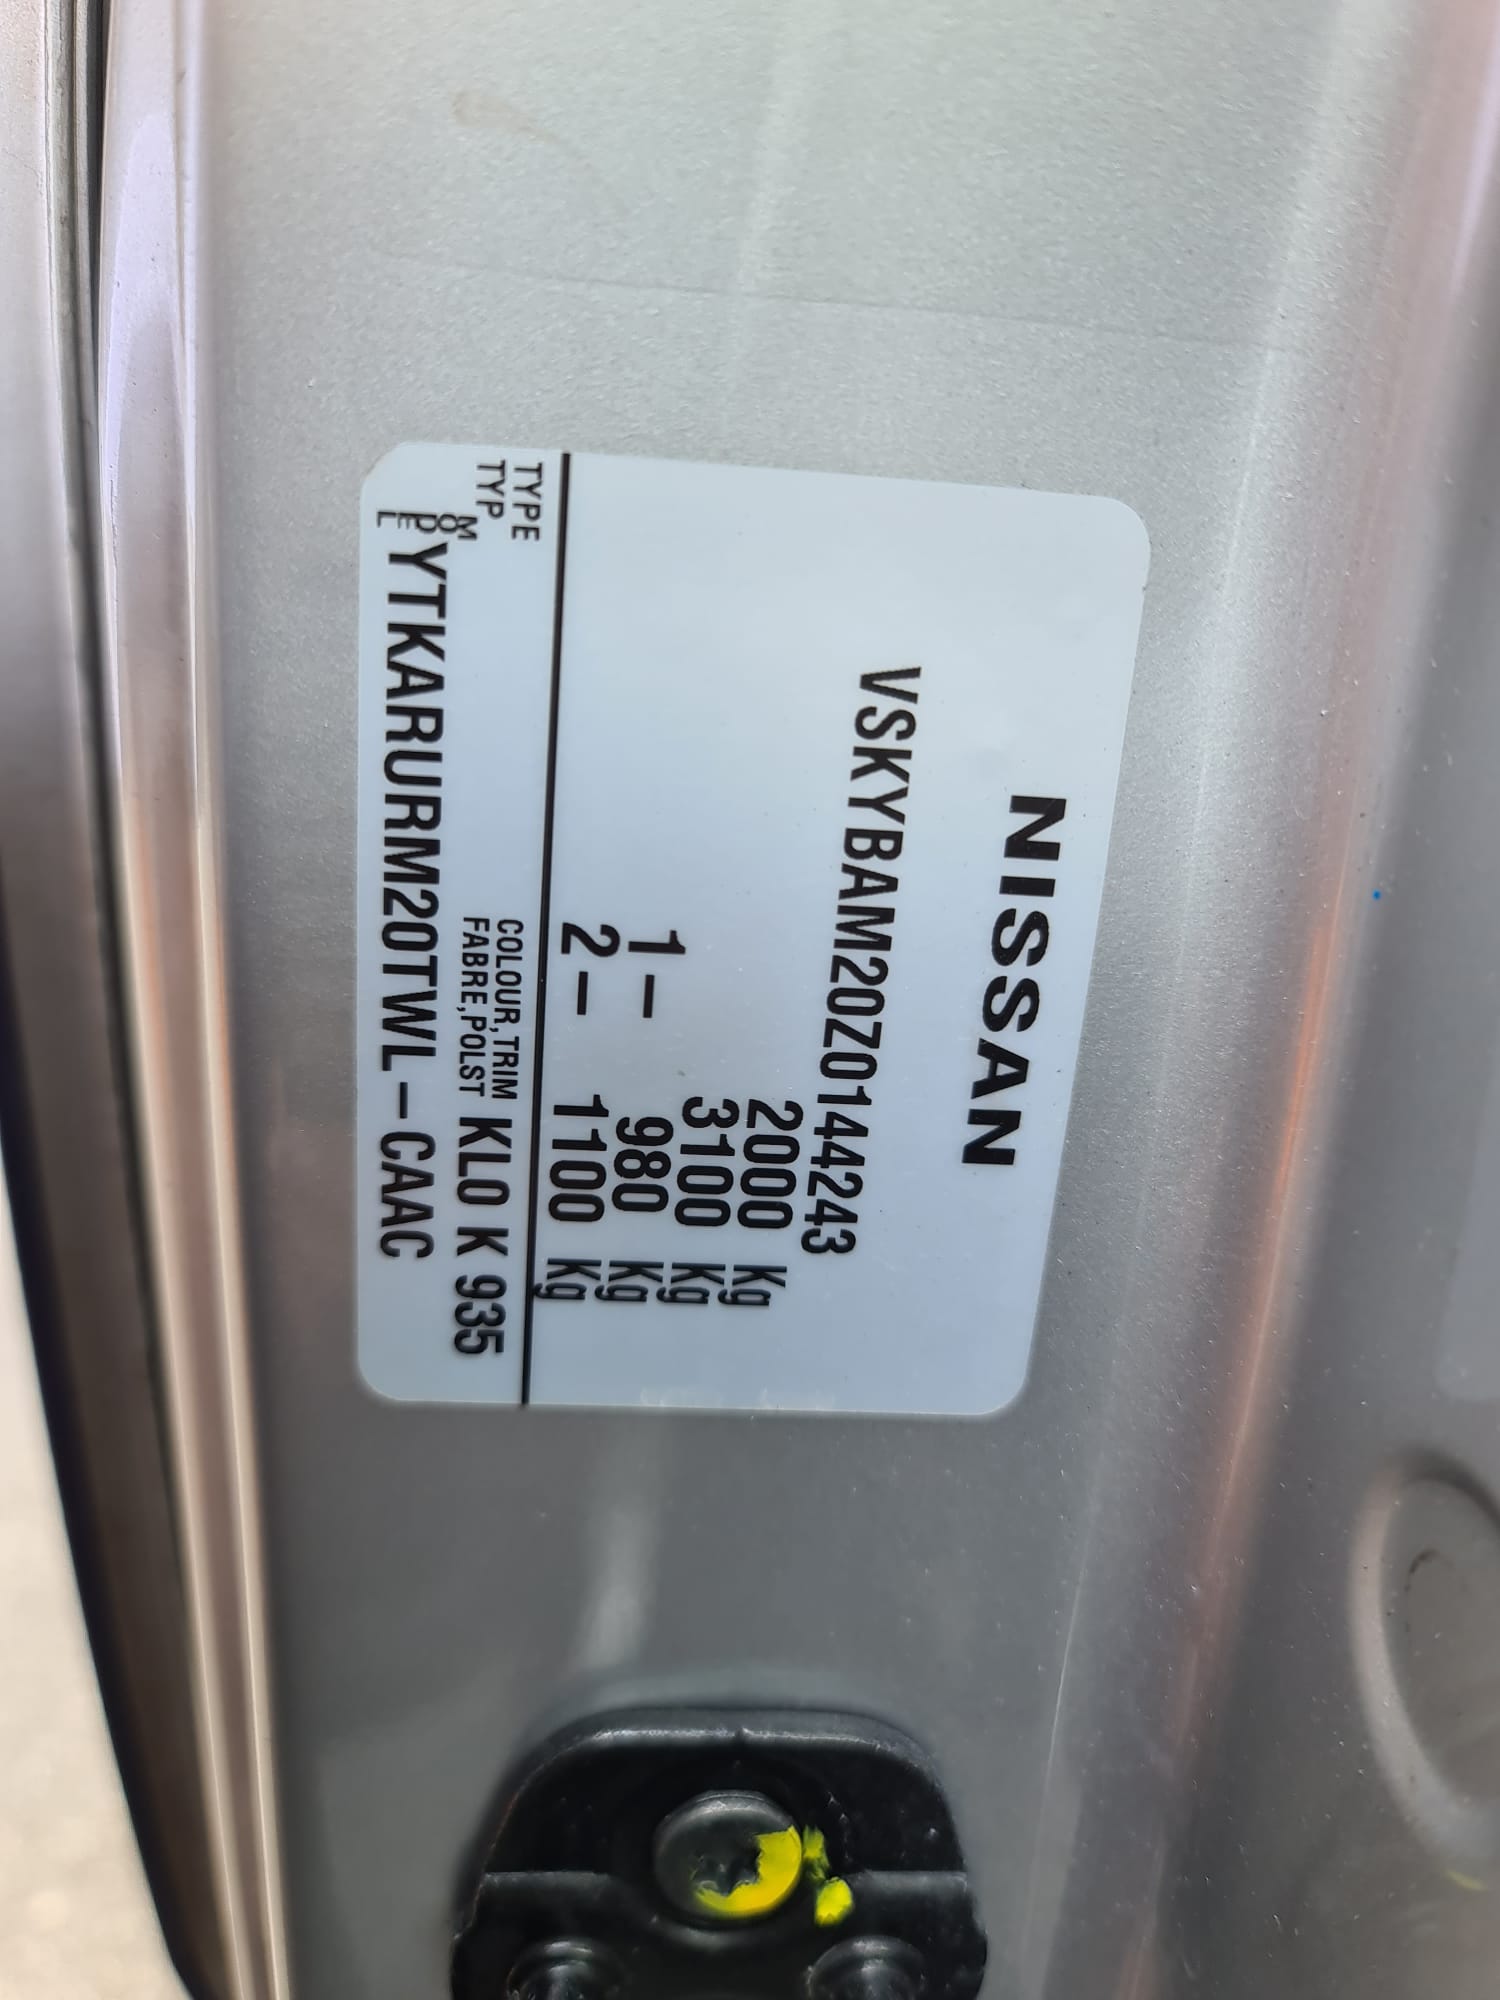 NISSAN
VSKYBAM20Z0144243
2000 Kg
3100 Kg
1 - 980 Kg
2 - 1100 Kg
TYPE
TYP
COLOUR,TRIM
FABRE,POLST KL0 K 935
MODEL YTKARURM20TWL-CAAC